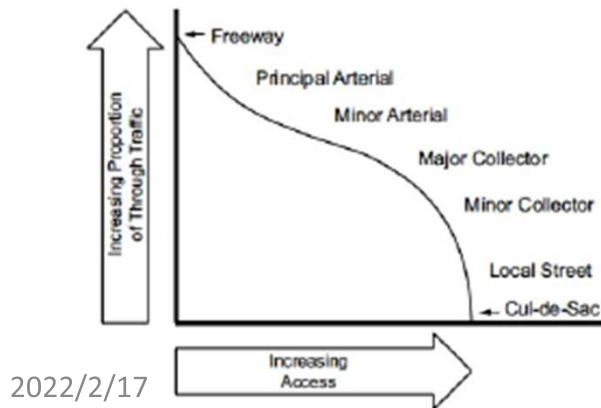 Freeway
Principal Arterial
Minor Arterial
Major Collector
Minor Collector
Local Street
Cul-de-Sac
Increasing Proportion
of Through Traffic
Increasing
Access
2022/2/17